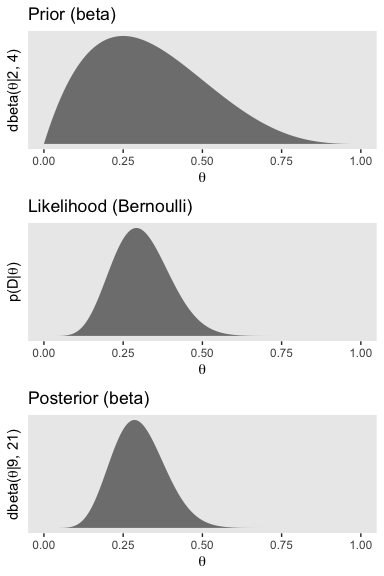 Prior (beta)
dbeta(θ|2, 4)
0.00 0.25 0.50 0.75 1.00
θ
Likelihood (Bernoulli)
p(D|θ)
0.00 0.25 0.50 0.75 1.00
θ
Posterior (beta)
dbeta(θ|9, 21)
0.00 0.25 0.50 0.75 1.00
θ